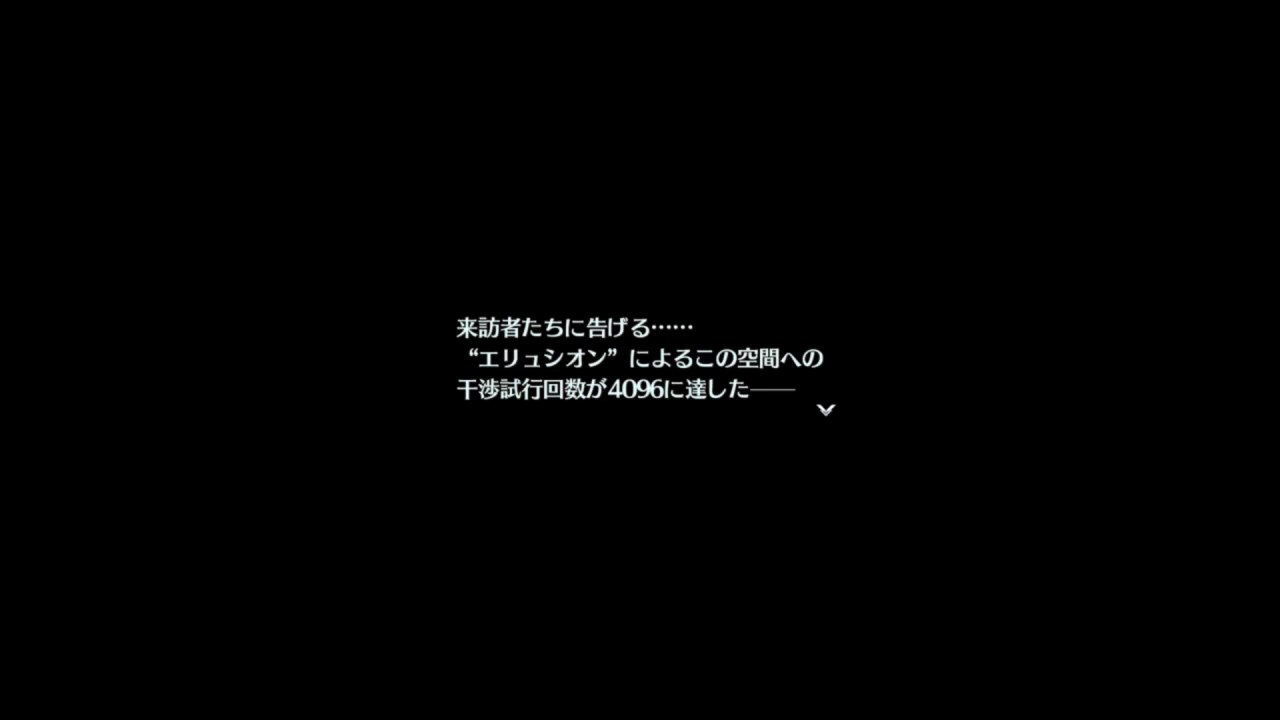 来訪者たちに告げる……
“エリュシオン”によるこの空間への
干渉試行回数が4096に達した――